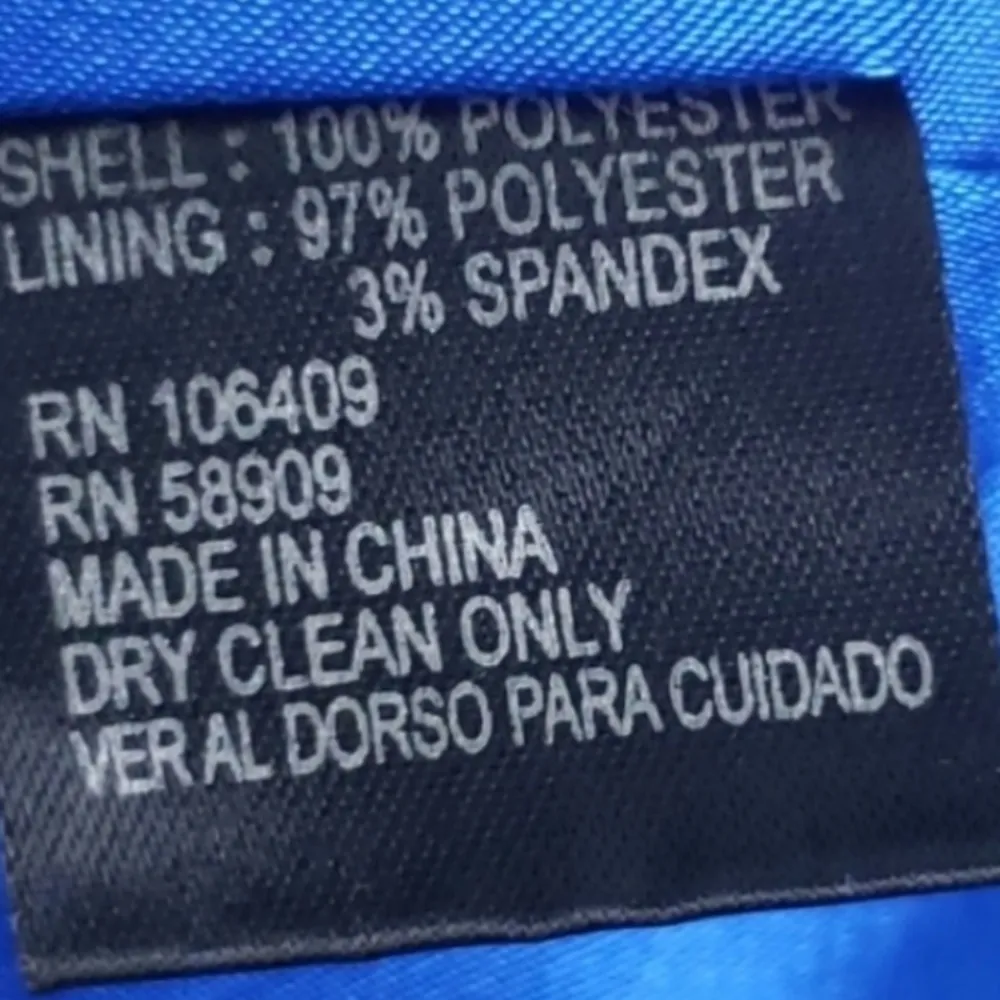 SHELL : 100% POLYESTER
LINING : 97% POLYESTER
3% SPANDEX
RN 106409
RN 58909
MADE IN CHINA
DRY CLEAN ONLY
VER AL DORSO PARA CUIDADO